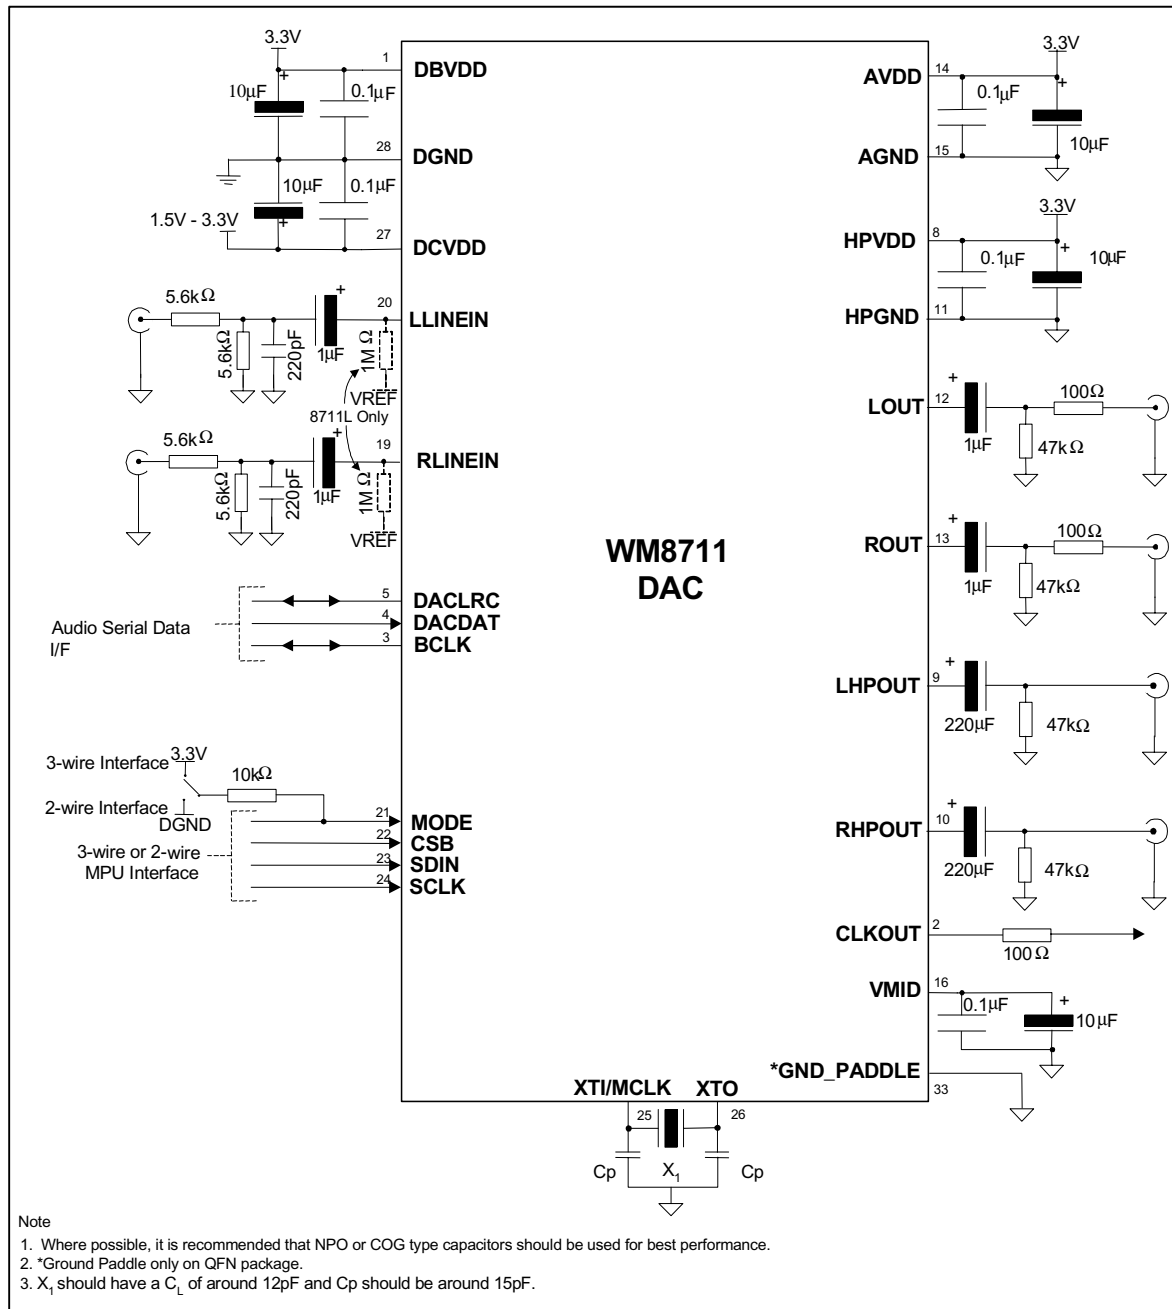 3.3V
1
DBVDD
10µF
+
0.1µF
28
DGND
10µF
0.1µF
+
1.5V - 3.3V
27
DCVDD
5.6kΩ
+
20
LLINEIN
5.6kΩ
220pF
1µF
1MΩ
VREF
8711L Only
5.6kΩ
+
19
RLINEIN
5.6kΩ
220pF
1µF
1MΩ
VREF
Audio Serial Data
I/F
5
DACLRC
4
DACDAT
3
BCLK
3.3V
3-wire Interface
10kΩ
2-wire Interface
DGND
3-wire or 2-wire
MPU Interface
21
MODE
22
CSB
23
SDIN
24
SCLK
WM8711
DAC
3.3V
AVDD
14
0.1µF
+
10µF
AGND
15
3.3V
HPVDD
8
0.1µF
+
10µF
HPGND
11
LOUT
12
+
1µF
100Ω
47kΩ
ROUT
13
+
1µF
100Ω
47kΩ
LHPOUT
9
+
220µF
47kΩ
RHPOUT
10
+
220µF
47kΩ
CLKOUT
2
100Ω
VMID
16
0.1µF
+
10µF
*GND_PADDLE
33
XTI/MCLK
XTO
25
26
Cp
X1
Cp
Note
1. Where possible, it is recommended that NPO or COG type capacitors should be used for best performance.
2. *Ground Paddle only on QFN package.
3. X1 should have a CL of around 12pF and Cp should be around 15pF.